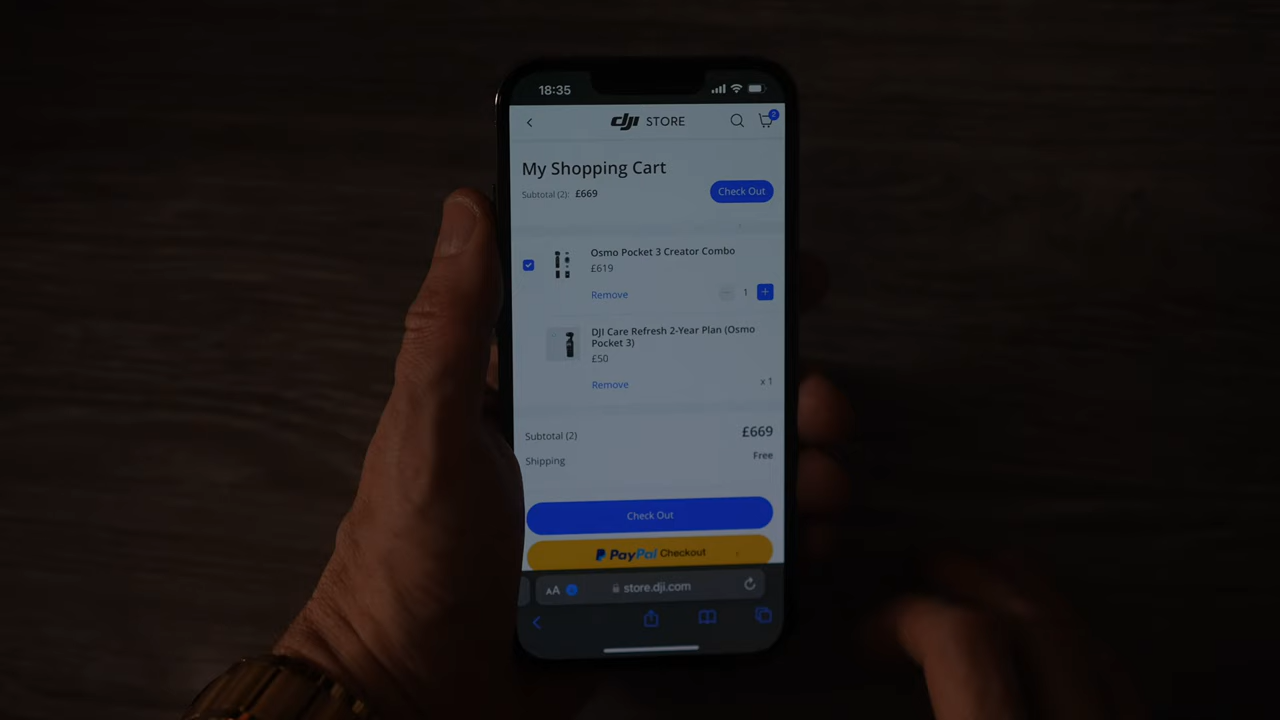 18:35
dji STORE
2
My Shopping Cart
Subtotal (2): £669
Check Out
Osmo Pocket 3 Creator Combo
£619
Remove
1
DJI Care Refresh 2-Year Plan (Osmo
Pocket 3)
£50
Remove
x 1
Subtotal (2)
£669
Shipping
Free
Check Out
PayPal Checkout
AA
store.dji.com